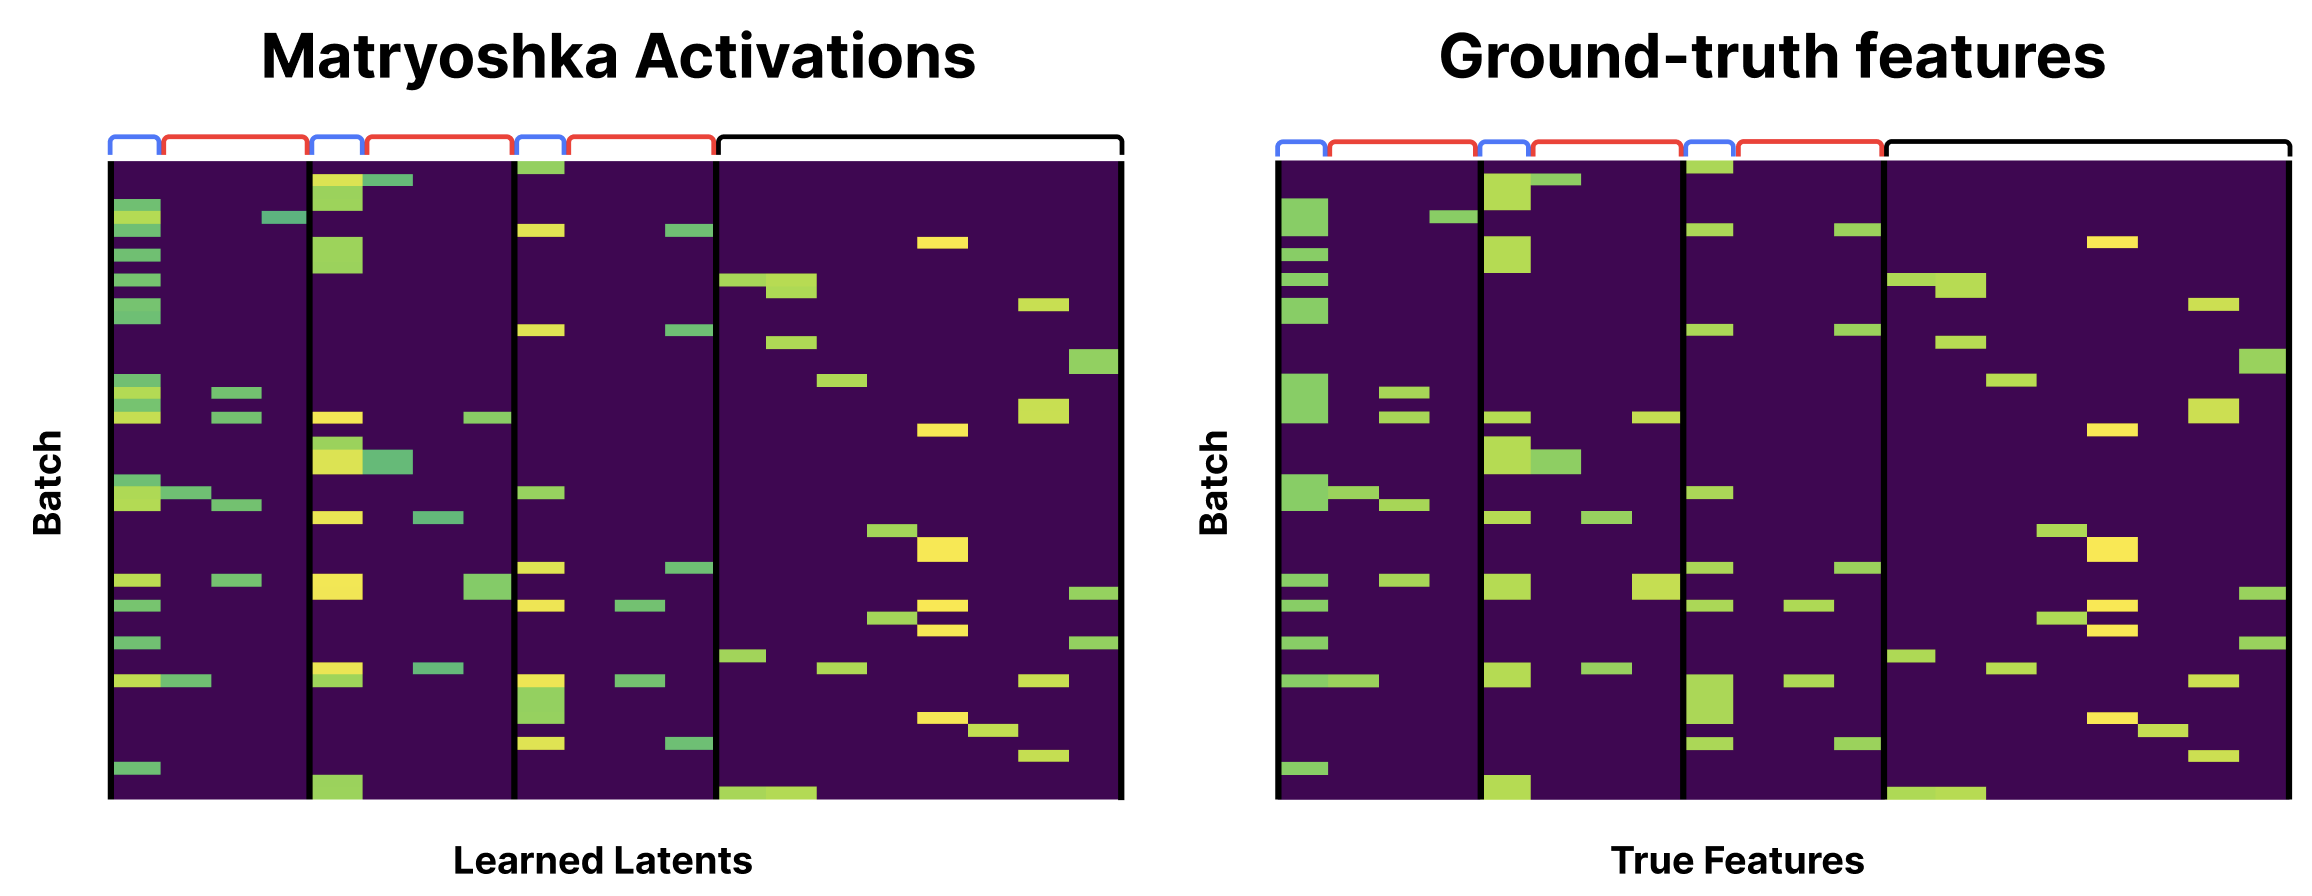 Matryoshka Activations
Ground-truth features
Batch
Batch
Learned Latents
True Features